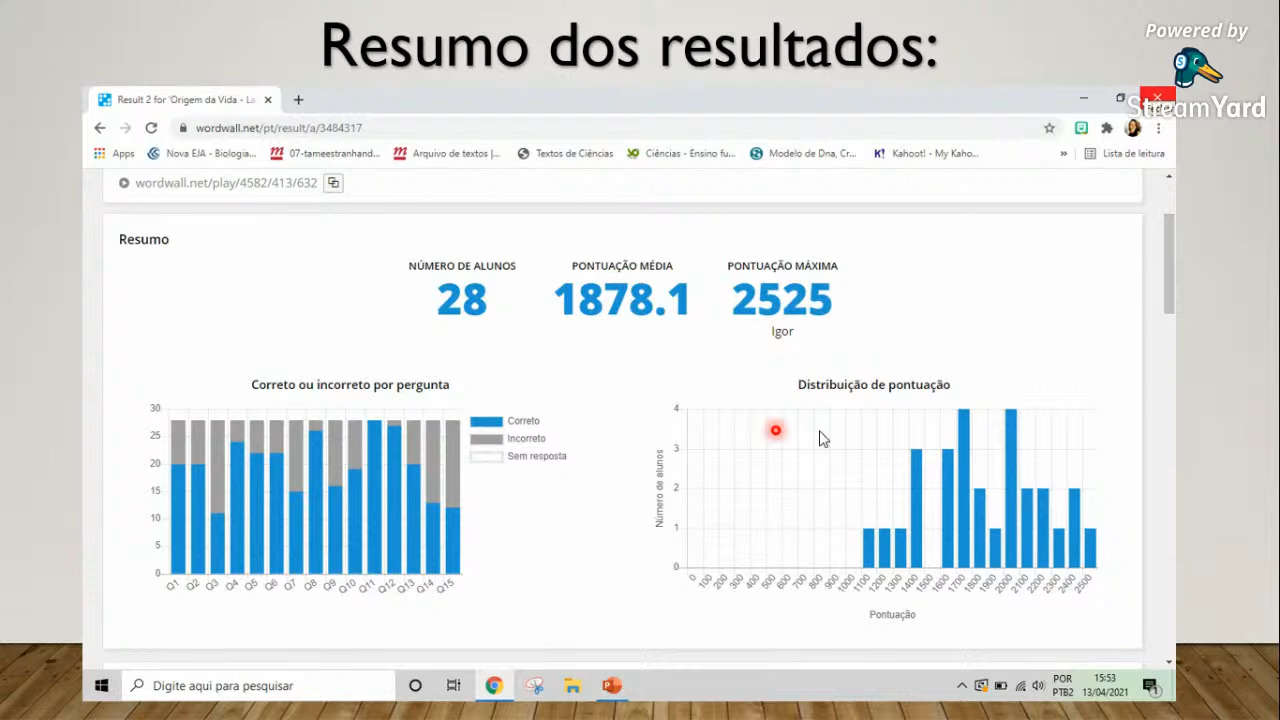 Resumo dos resultados:
Powered by
StreamYard
Result 2 for 'Origem da Vida - La
wordwall.net/pt/result/a/3484317
Apps
Nova EJA - Biologia...
07-tameestranhand...
Arquivo de textos |...
Textos de Ciências
Ciências - Ensino fu...
Modelo de Dna, Cr...
Kahoot! - My Kaho...
»
Lista de leitura
wordwall.net/play/4582/413/632
Resumo
NÚMERO DE ALUNOS
28
PONTUAÇÃO MÉDIA
1878.1
PONTUAÇÃO MÁXIMA
2525
Igor
Correto ou incorreto por pergunta
30
25
20
15
10
5
0
Q1 Q2 Q3 Q4 Q5 Q6 Q7 Q8 Q9 Q10 Q11 Q12 Q13 Q14 Q15
Correto
Incorreto
Sem resposta
Distribuição de pontuação
Número de alunos
4
3
2
1
0
0 100 200 300 400 500 600 700 800 900 1000 1100 1200 1300 1400 1500 1600 1700 1800 1900 2000 2100 2200 2300 2400 2500
Pontuação
Digite aqui para pesquisar
POR
PTB2
15:53
13/04/2021
1